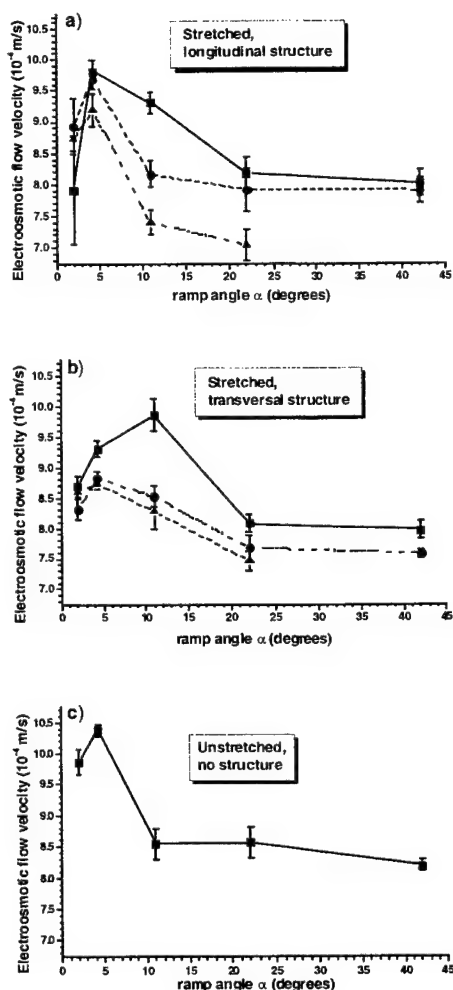 a)
Stretched,
longitudinal structure
Electroosmotic flow velocity (10⁻⁴ m/s)
10.5
10.0
9.5
9.0
8.5
8.0
7.5
7.0
0 5 10 15 20 25 30 35 40 45
ramp angle α (degrees)
b)
Stretched,
transversal structure
Electroosmotic flow velocity (10⁻⁴ m/s)
10.5
10.0
9.5
9.0
8.5
8.0
7.5
7.0
0 5 10 15 20 25 30 35 40 45
ramp angle α (degrees)
c)
Unstretched,
no structure
Electroosmotic flow velocity (10⁻⁴ m/s)
10.5
10.0
9.5
9.0
8.5
8.0
7.5
7.0
0 5 10 15 20 25 30 35 40 45
ramp angle α (degrees)